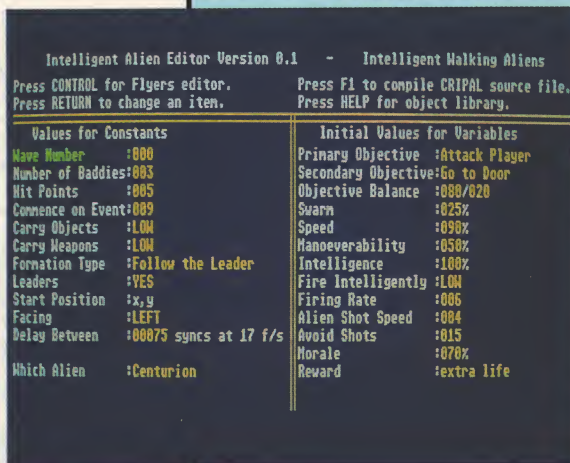 Intelligent Alien Editor Version 0.1 - Intelligent Walking Aliens
Press CONTROL for Flyers editor. Press F1 to compile CRIPAL source file.
Press RETURN to change an item. Press HELP for object library.
Values for Constants
Wave Number :000
Number of Baddies:003
Hit Points :005
Commence on Event:009
Carry Objects :LOW
Carry Weapons :LOW
Formation Type :Follow the Leader
Leaders :YES
Start Position :x,y
Facing :LEFT
Delay Between :00075 syncs at 17 f/s
Which Alien :Centurion
Initial Values for Variables
Primary Objective :Attack Player
Secondary Objective:Go to Door
Objective Balance :080/020
Swarm :025%
Speed :090%
Manoeverability :050%
Intelligence :100%
Fire Intelligently :LOW
Firing Rate :006
Alien Shot Speed :004
Avoid Shots :015
Morale :070%
Reward :extra life